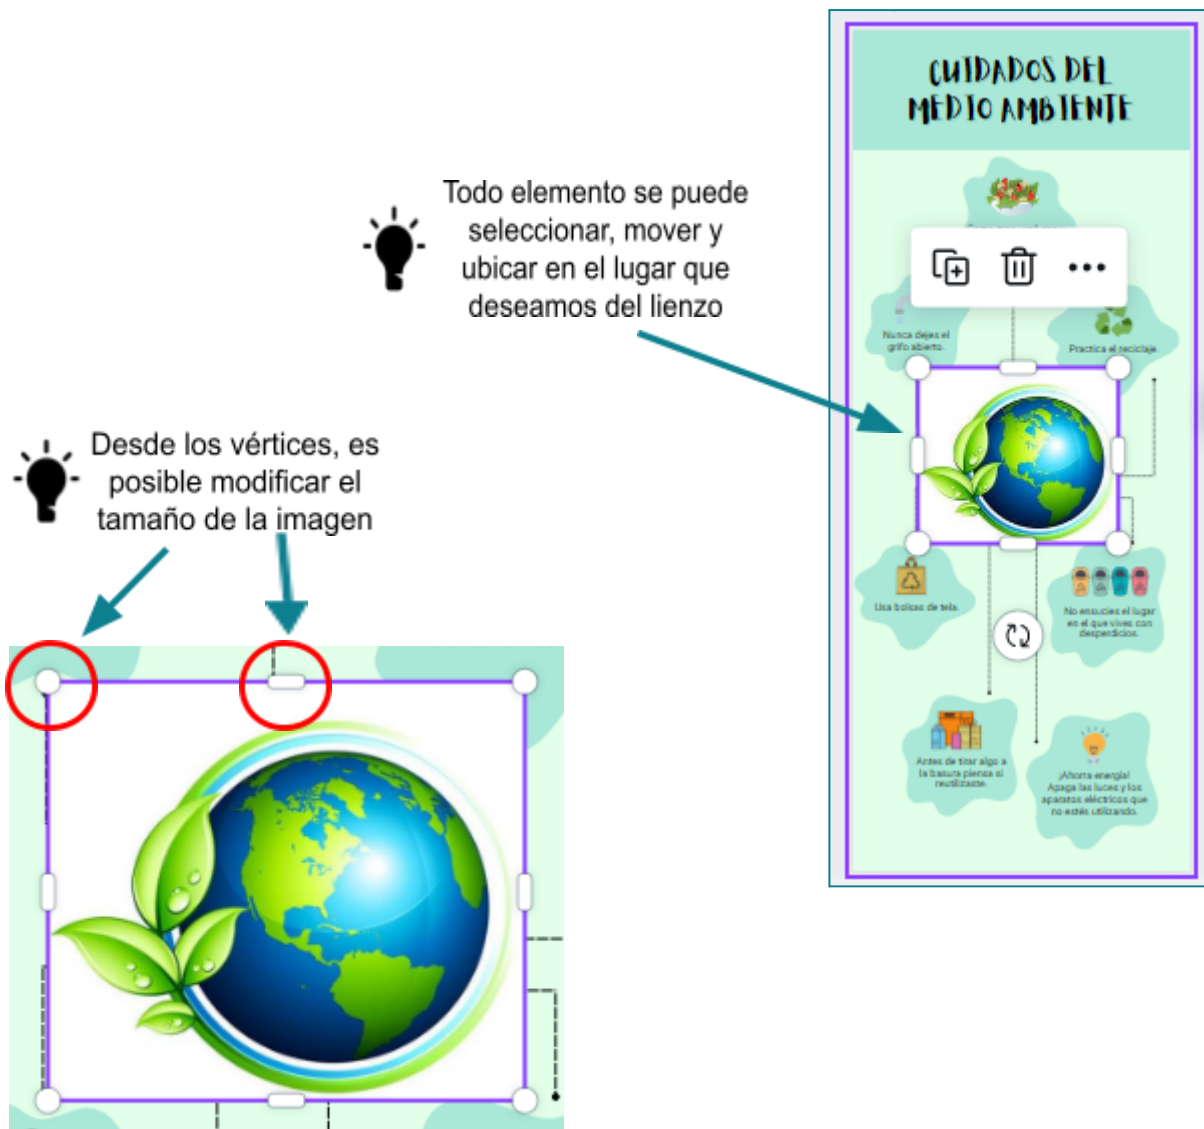 CUIDADOS DEL
MEDIO AMBIENTE
Todo elemento se puede
seleccionar, mover y
ubicar en el lugar que
deseamos del lienzo
Nunca dejes el
grifo abierto.
Practica el reciclaje.
Desde los vértices, es
posible modificar el
tamaño de la imagen
Usa bolsas de tela.
No ensucies el lugar
en el que vives con
desperdicios.
Antes de tirar algo a
la basura piensa si
reutilizaste.
¡Ahorra energía!
Apaga las luces y los
aparatos eléctricos que
no estés utilizando.